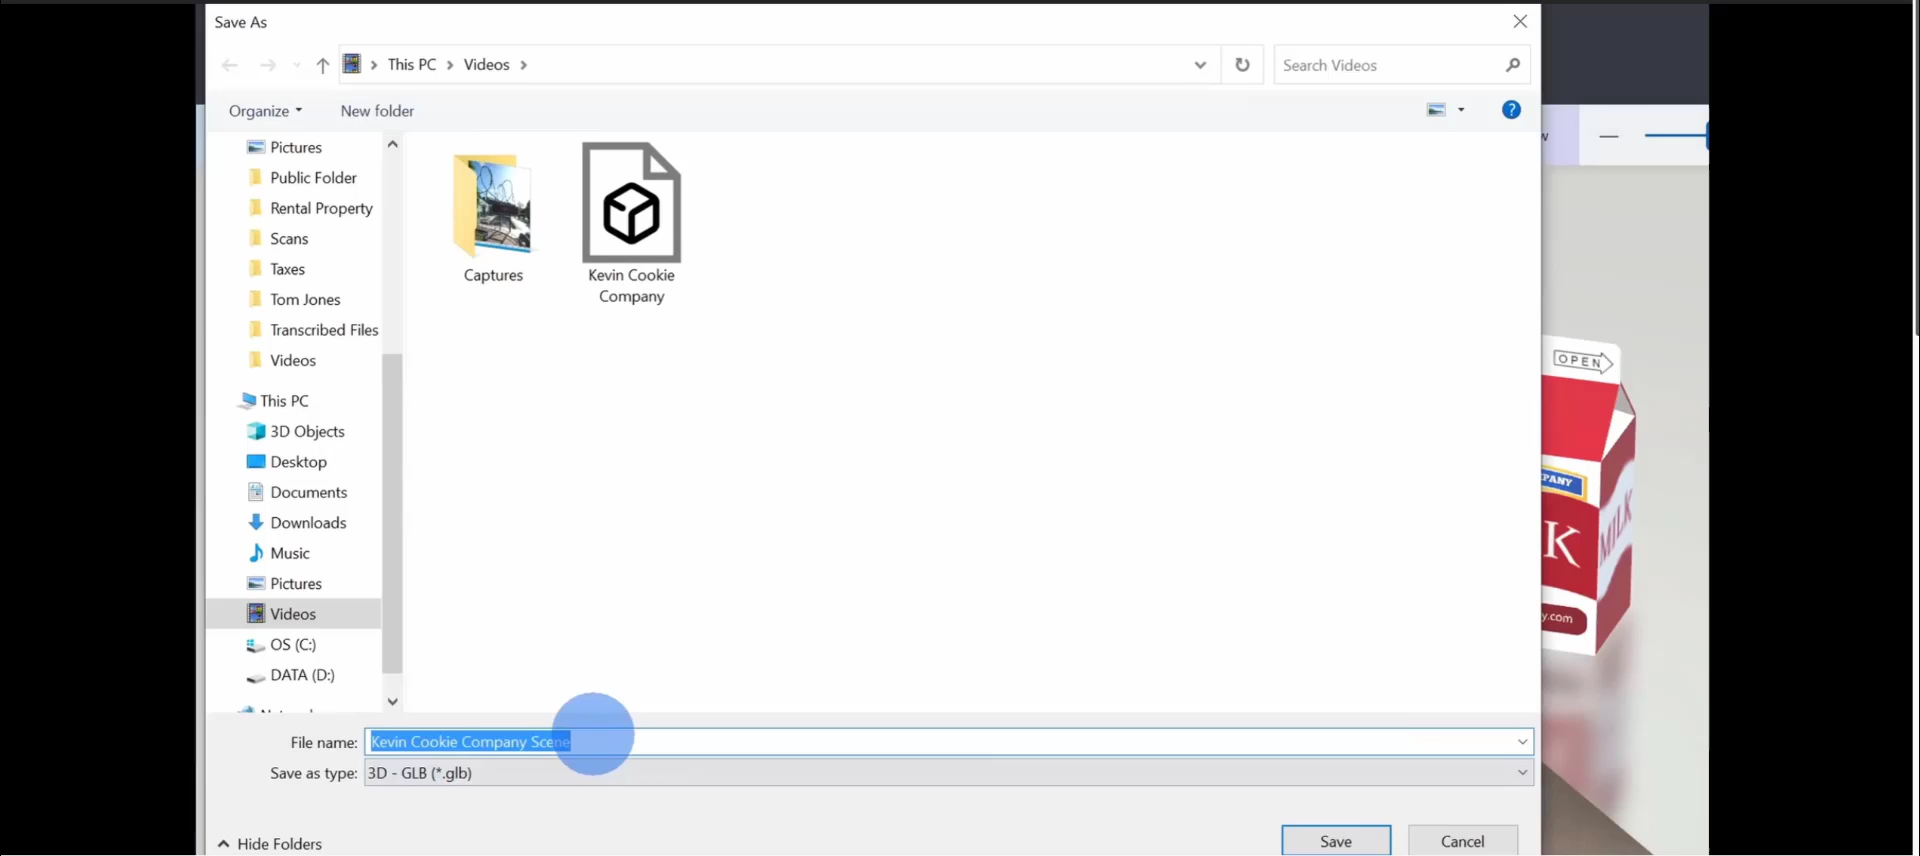 Save As
This PC > Videos >
Search Videos
Organize
New folder
?
w
Pictures
Public Folder
Rental Property
Scans
Taxes
Tom Jones
Transcribed Files
Videos
This PC
3D Objects
Desktop
Documents
Downloads
Music
Pictures
Videos
OS (C:)
DATA (D:)
Captures
Kevin Cookie
Company
OPEN
PANY
K
MILK
y.com
File name: Kevin Cookie Company Scene
Save as type: 3D - GLB (*.glb)
Hide Folders
Save
Cancel